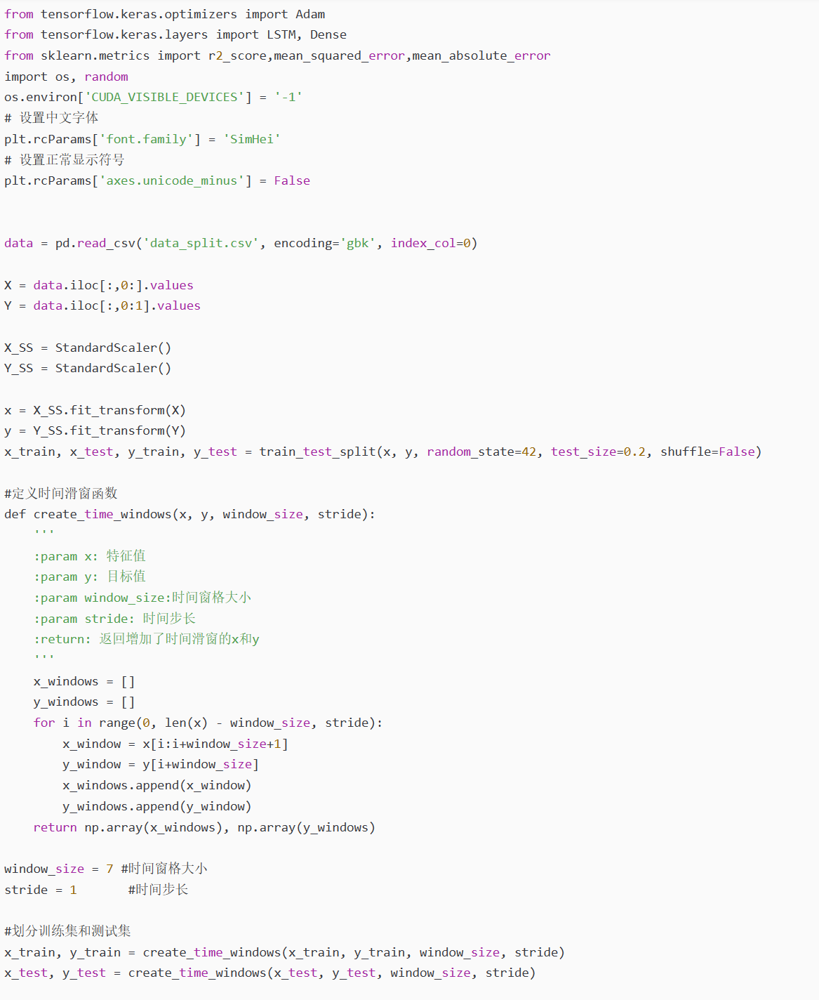 from tensorflow.keras.optimizers import Adam
from tensorflow.keras.layers import LSTM, Dense
from sklearn.metrics import r2_score,mean_squared_error,mean_absolute_error
import os, random
os.environ['CUDA_VISIBLE_DEVICES'] = '-1'
# 设置中文字体
plt.rcParams['font.family'] = 'SimHei'
# 设置正常显示符号
plt.rcParams['axes.unicode_minus'] = False
data = pd.read_csv('data_split.csv', encoding='gbk', index_col=0)
X = data.iloc[:,0:].values
Y = data.iloc[:,0:1].values
X_SS = StandardScaler()
Y_SS = StandardScaler()
x = X_SS.fit_transform(X)
y = Y_SS.fit_transform(Y)
x_train, x_test, y_train, y_test = train_test_split(x, y, random_state=42, test_size=0.2, shuffle=False)
#定义时间滑窗函数
def create_time_windows(x, y, window_size, stride):
    '''
    :param x: 特征值
    :param y: 目标值
    :param window_size:时间窗格大小
    :param stride: 时间步长
    :return: 返回增加了时间滑窗的x和y
    '''
    x_windows = []
    y_windows = []
    for i in range(0, len(x) - window_size, stride):
        x_window = x[i:i+window_size+1]
        y_window = y[i+window_size]
        x_windows.append(x_window)
        y_windows.append(y_window)
    return np.array(x_windows), np.array(y_windows)
window_size = 7 #时间窗格大小
stride = 1       #时间步长
#划分训练集和测试集
x_train, y_train = create_time_windows(x_train, y_train, window_size, stride)
x_test, y_test = create_time_windows(x_test, y_test, window_size, stride)